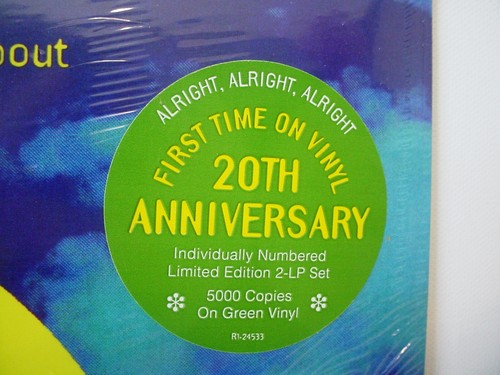 bout
ALRIGHT, ALRIGHT, ALRIGHT
FIRST TIME ON VINYL
20TH
ANNIVERSARY
Individually Numbered
Limited Edition 2-LP Set
5000 Copies
On Green Vinyl
R1-24533